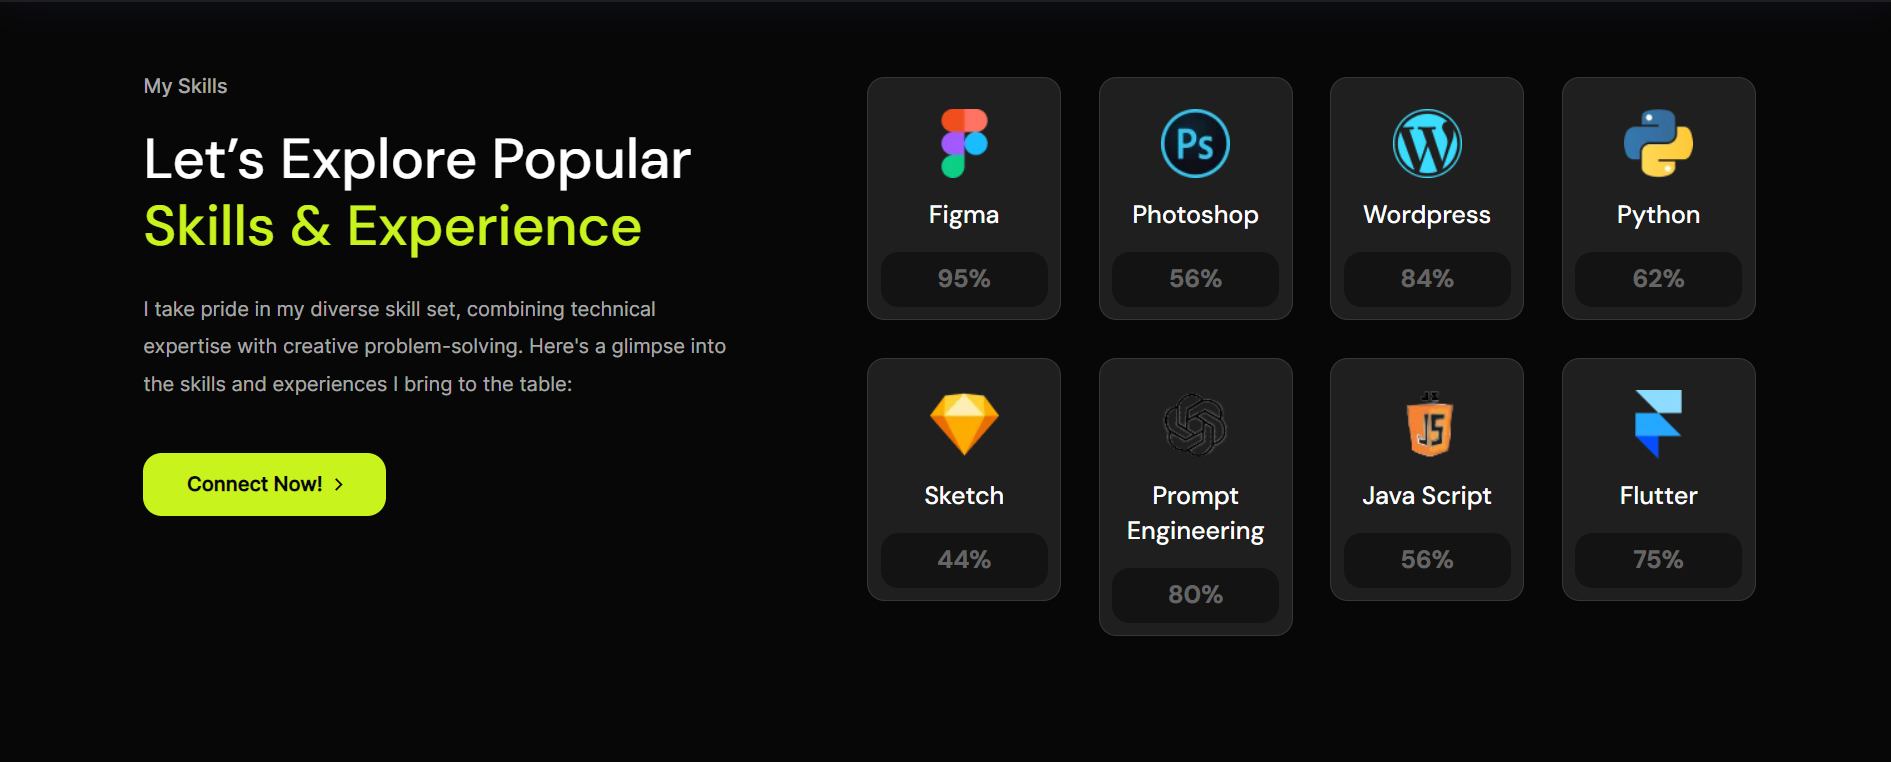 My Skills
Let’s Explore Popular
Skills & Experience
I take pride in my diverse skill set, combining technical
expertise with creative problem-solving. Here's a glimpse into
the skills and experiences I bring to the table:
Connect Now!
Figma
95%
Ps
Photoshop
56%
Wordpress
84%
Python
62%
Sketch
44%
Prompt
Engineering
80%
JS
Java Script
56%
Flutter
75%